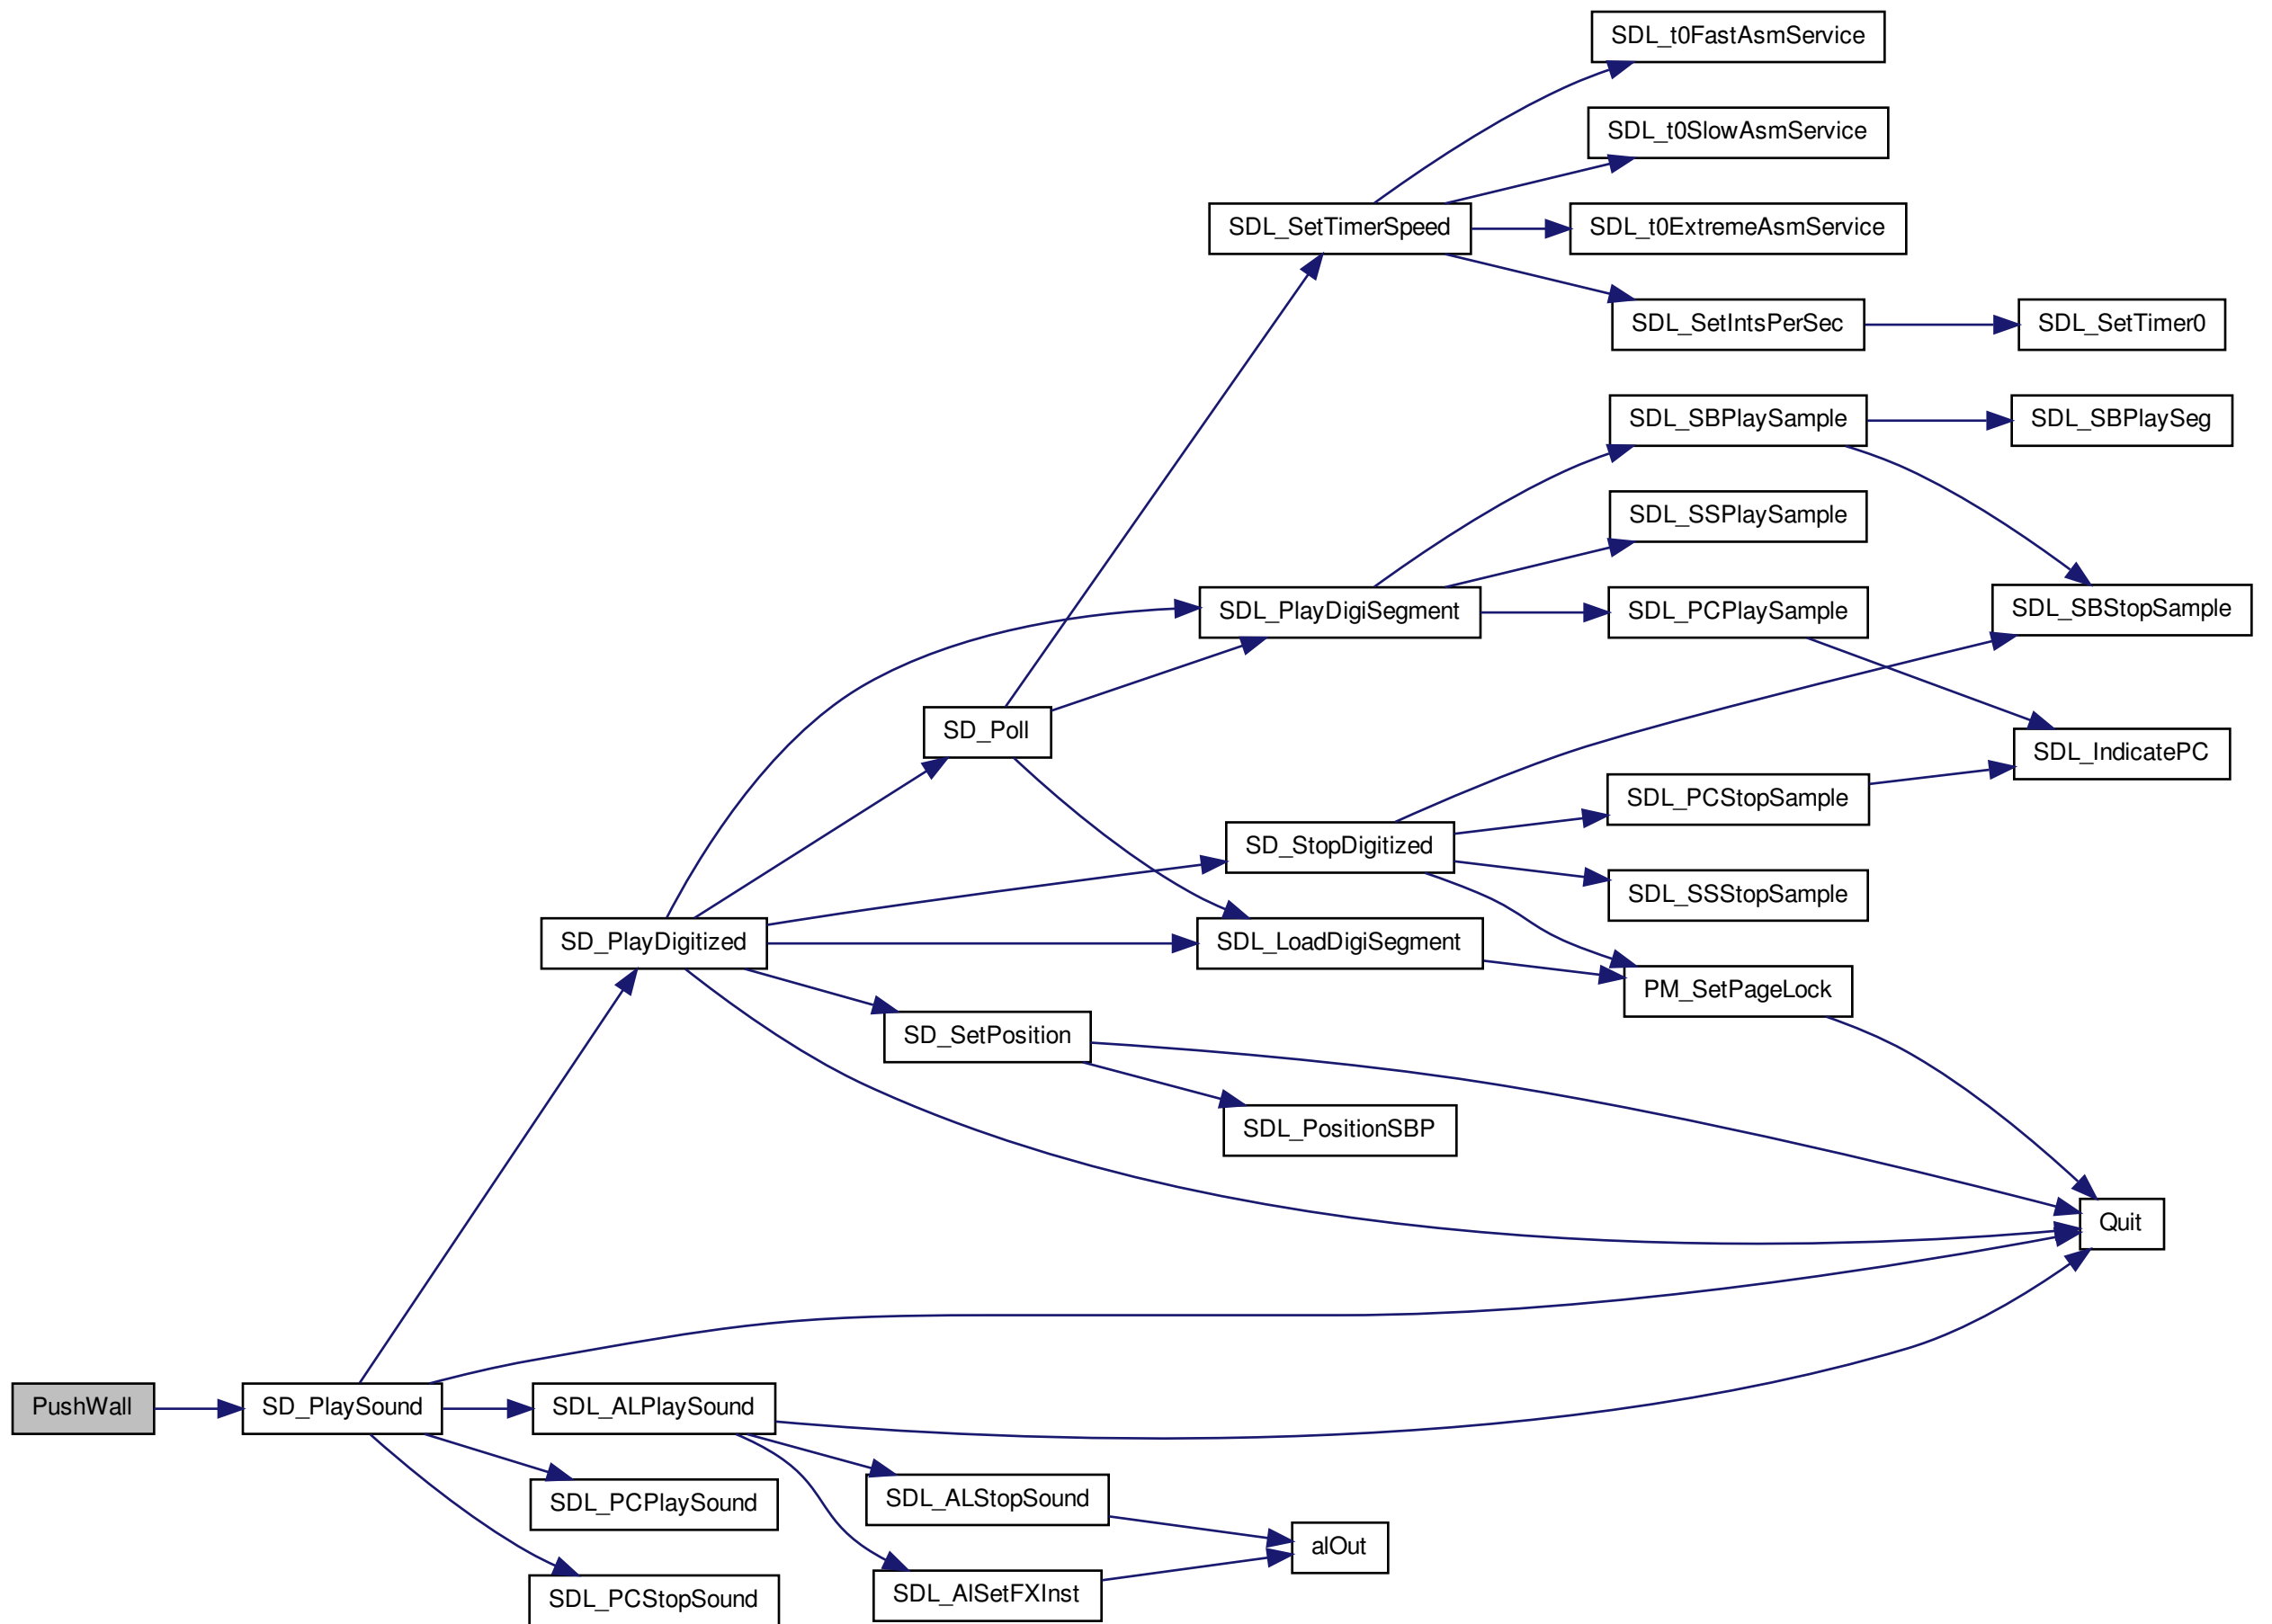 SDL_t0FastAsmService
SDL_t0SlowAsmService
SDL_SetTimerSpeed
SDL_t0ExtremeAsmService
SDL_SetIntsPerSec
SDL_SetTimer0
SDL_SBPlaySample
SDL_SBPlaySeg
SDL_SSPlaySample
SDL_PlayDigiSegment
SDL_PCPlaySample
SDL_SBStopSample
SD_Poll
SDL_IndicatePC
SDL_PCStopSample
SD_StopDigitized
SDL_SSStopSample
SD_PlayDigitized
SDL_LoadDigiSegment
PM_SetPageLock
SD_SetPosition
SDL_PositionSBP
Quit
PushWall
SD_PlaySound
SDL_ALPlaySound
SDL_PCPlaySound
SDL_ALStopSound
alOut
SDL_AlSetFXInst
SDL_PCStopSound